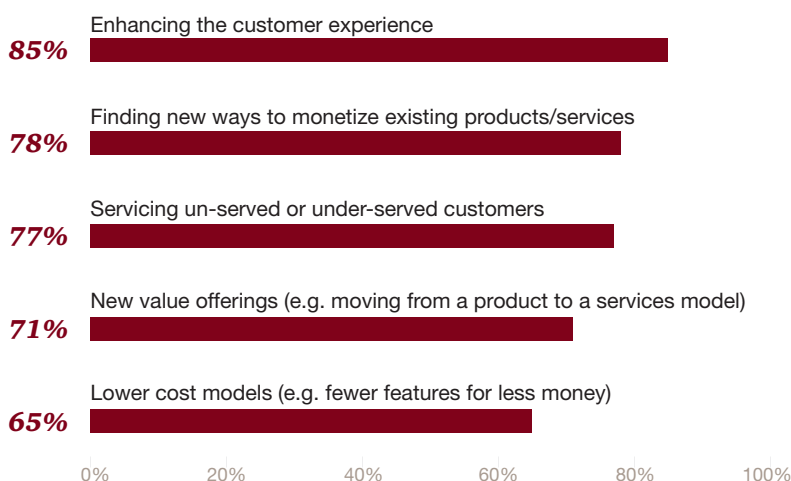 Enhancing the customer experience
85%
Finding new ways to monetize existing products/services
78%
Servicing un-served or under-served customers
77%
New value offerings (e.g. moving from a product to a services model)
71%
Lower cost models (e.g. fewer features for less money)
65%
0% 20% 40% 60% 80% 100%